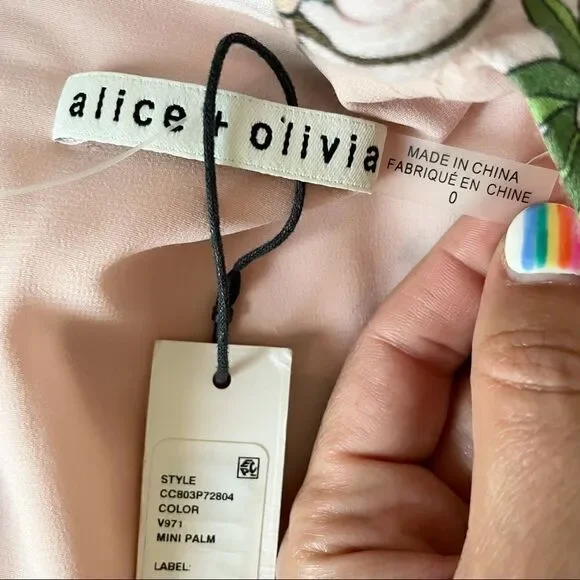 alice + olivia
MADE IN CHINA
FABRIQUÉ EN CHINE
0
STYLE
CC803P72804
COLOR
V971
MINI PALM
LABEL: